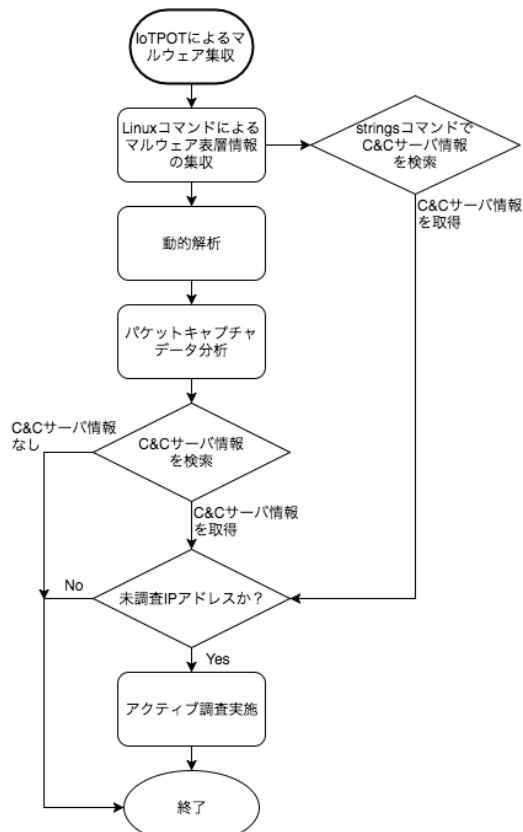 IoTPOTによるマ
ルウェア集収
Linuxコマンドによる
マルウェア表層情報
の集収
stringsコマンドで
C&Cサーバ情報
を検索
C&Cサーバ情報
を取得
動的解析
パケットキャプチャ
データ分析
C&Cサーバ情報
なし
C&Cサーバ情報
を検索
C&Cサーバ情報
を取得
No
未調査IPアドレスか？
Yes
アクティブ調査実施
終了